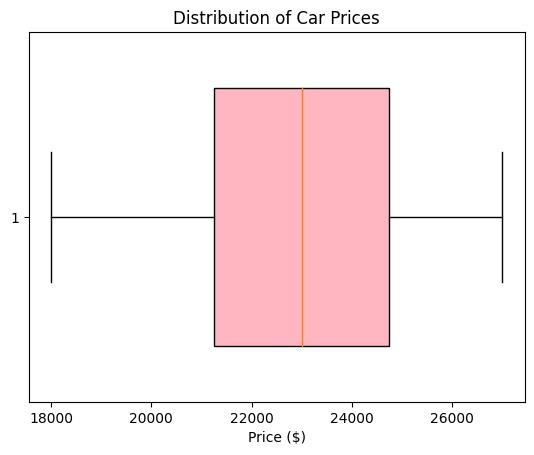 Distribution of Car Prices
1
18000 20000 22000 24000 26000
Price ($)